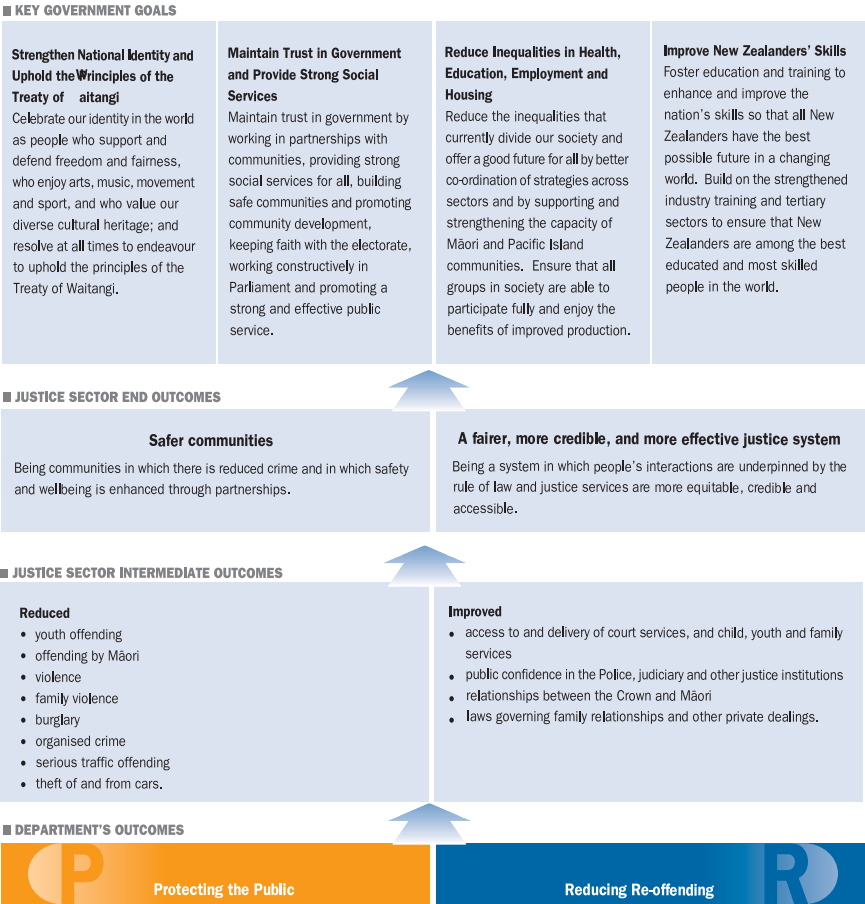 KEY GOVERNMENT GOALS
Strengthen National Identity and
Uphold the Principles of the
Treaty of Waitangi
Celebrate our identity in the world
as people who support and
defend freedom and fairness,
who enjoy arts, music, movement
and sport, and who value our
diverse cultural heritage; and
resolve at all times to endeavour
to uphold the principles of the
Treaty of Waitangi.
Maintain Trust in Government
and Provide Strong Social
Services
Maintain trust in government by
working in partnerships with
communities, providing strong
social services for all, building
safe communities and promoting
community development,
keeping faith with the electorate,
working constructively in
Parliament and promoting a
strong and effective public
service.
Reduce Inequalities in Health,
Education, Employment and
Housing
Reduce the inequalities that
currently divide our society and
offer a good future for all by better
co-ordination of strategies across
sectors and by supporting and
strengthening the capacity of
Māori and Pacific Island
communities. Ensure that all
groups in society are able to
participate fully and enjoy the
benefits of improved production.
Improve New Zealanders' Skills
Foster education and training to
enhance and improve the
nation's skills so that all New
Zealanders have the best
possible future in a changing
world. Build on the strengthened
industry training and tertiary
sectors to ensure that New
Zealanders are among the best
educated and most skilled
people in the world.
JUSTICE SECTOR END OUTCOMES
Safer communities
Being communities in which there is reduced crime and in which safety
and wellbeing is enhanced through partnerships.
A fairer, more credible, and more effective justice system
Being a system in which people's interactions are underpinned by the
rule of law and justice services are more equitable, credible and
accessible.
JUSTICE SECTOR INTERMEDIATE OUTCOMES
Reduced
• youth offending
• offending by Māori
• violence
• family violence
• burglary
• organised crime
• serious traffic offending
• theft of and from cars.
Improved
• access to and delivery of court services, and child, youth and family
services
• public confidence in the Police, judiciary and other justice institutions
• relationships between the Crown and Māori
• laws governing family relationships and other private dealings.
DEPARTMENT'S OUTCOMES
P
Protecting the Public
Reducing Re-offending
R